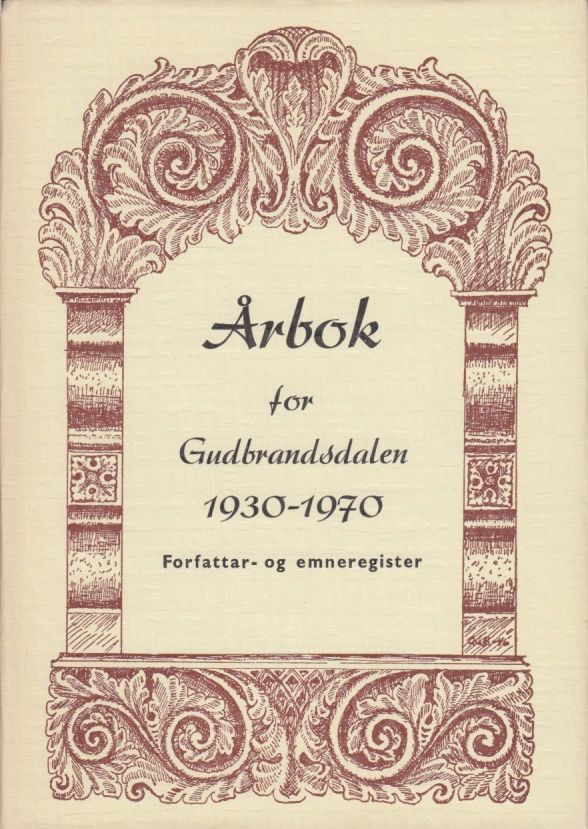 Årbok
for
Gudbrandsdalen
1930-1970
Forfattar- og emneregister